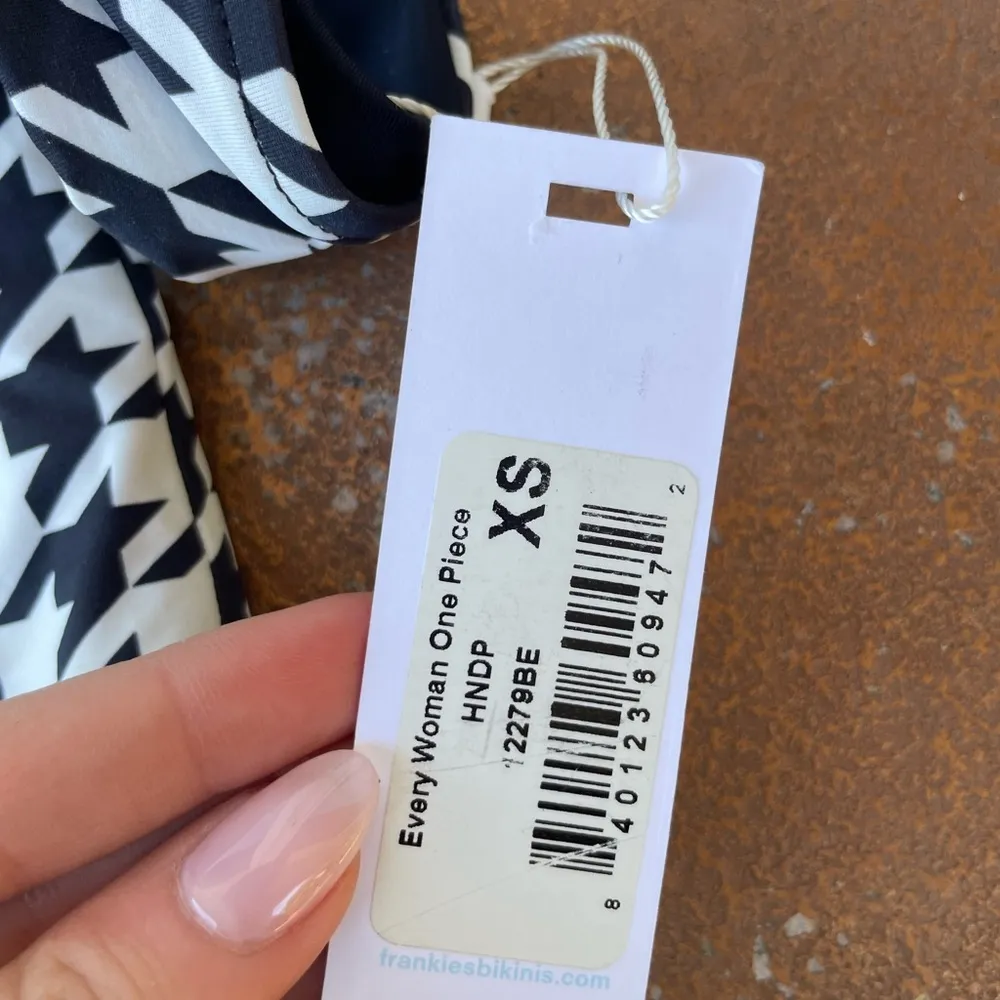 Every Woman One Piece
HNDP
12279BE
XS
8 40123 60947 2
frankiesbikinis.com